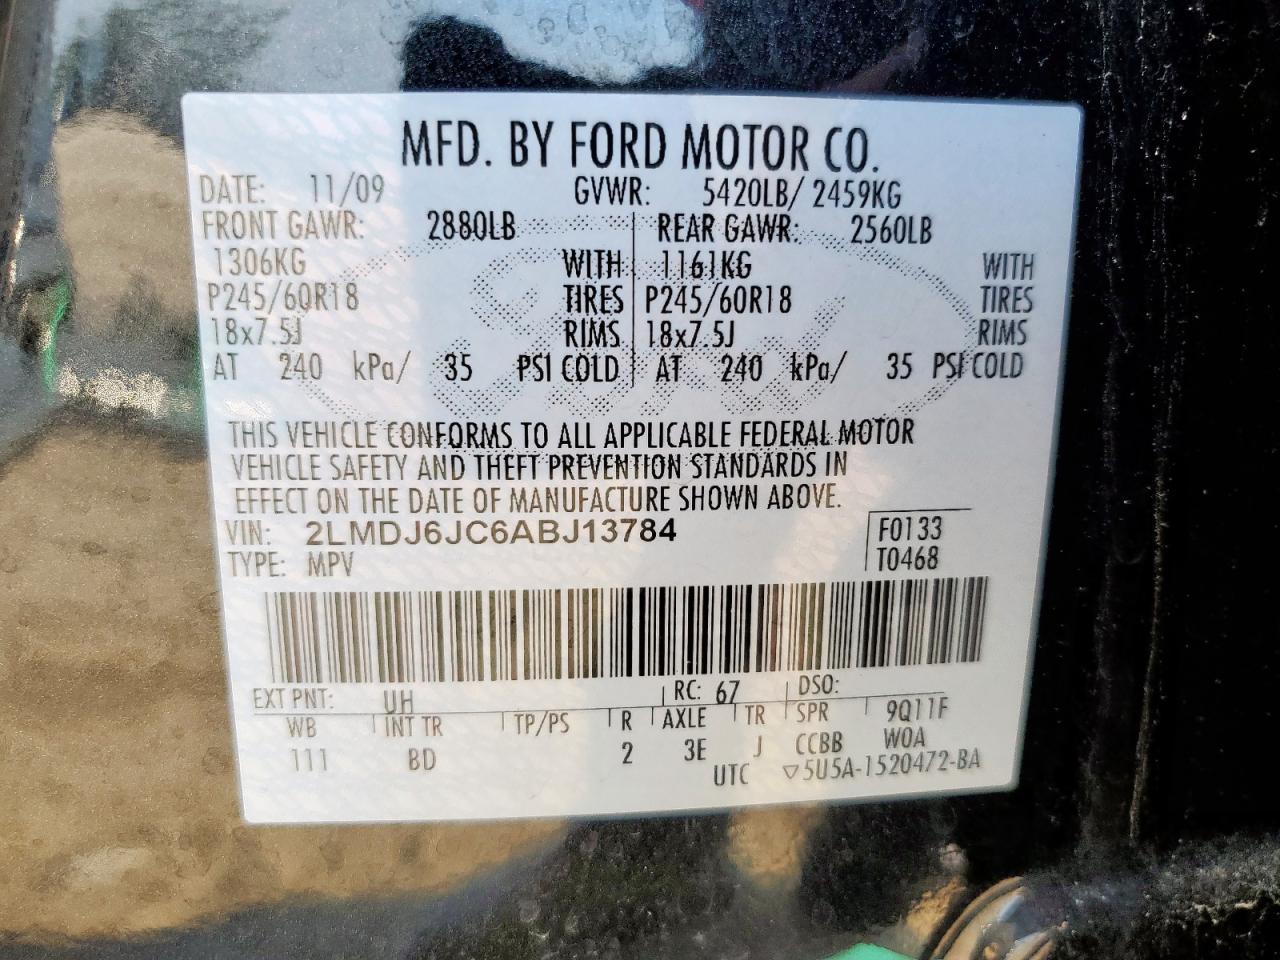 MFD. BY FORD MOTOR CO.
DATE: 11/09 GVWR: 5420LB/ 2459KG
FRONT GAWR: 2880LB REAR GAWR: 2560LB
1306KG WITH 1161KG WITH
P245/60R18 TIRES P245/60R18 TIRES
18x7.5J RIMS 18x7.5J RIMS
AT 240 kPa/ 35 PSI COLD AT 240 kPa/ 35 PSI COLD
THIS VEHICLE CONFORMS TO ALL APPLICABLE FEDERAL MOTOR
VEHICLE SAFETY AND THEFT PREVENTION STANDARDS IN
EFFECT ON THE DATE OF MANUFACTURE SHOWN ABOVE.
VIN: 2LMDJ6JC6ABJ13784 F0133
TYPE: MPV T0468
EXT PNT: UH RC: 67 DSO:
WB INT TR TP/PS R AXLE TR SPR 9Q11F
111 BD 2 3E J CCBB WOA
UTC ▽5U5A-1520472-BA